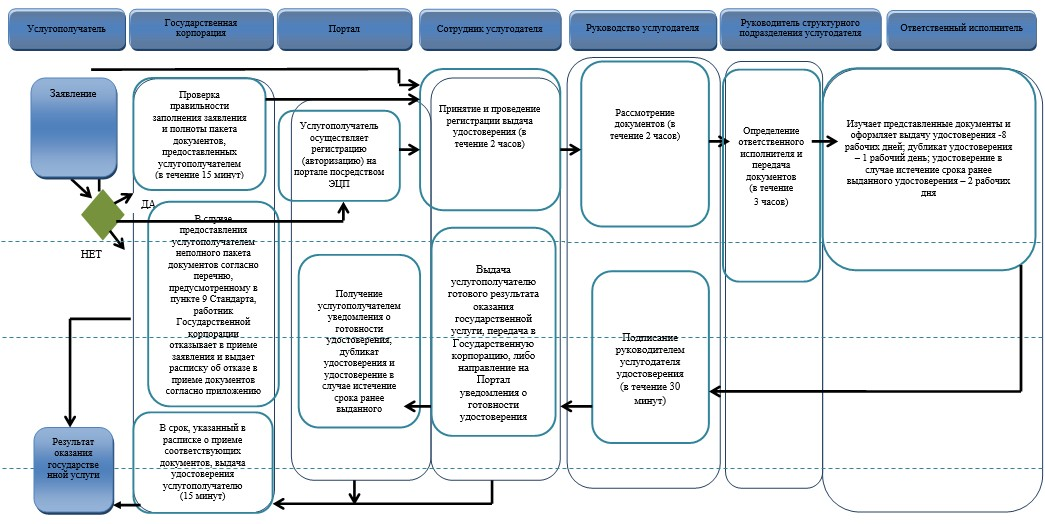 Услугополучатель
Государственная
корпорация
Портал
Сотрудник услугодателя
Руководство услугодателя
Руководитель структурного
подразделения услугодателя
Ответственный исполнитель
Заявление
ДА
НЕТ
Результат
оказания
государстве
нной услуги
Проверка
правильности
заполнения заявления
и полноты пакета
документов,
предоставленных
услугополучателем
(в течение 15 минут)
В случае
предоставления
услугополучателем
неполного пакета
документов согласно
перечню,
предусмотренному в
пункте 9 Стандарта,
работник
Государственной
корпорации
отказывает в приеме
заявления и выдает
расписку об отказе в
приеме документов
согласно приложению
В срок, указанный в
расписке о приеме
соответствующих
документов, выдача
удостоверения
услугополучателю
(15 минут)
Услугополучатель
осуществляет
регистрацию
(авторизацию) на
портале посредством
ЭЦП
Получение
услугополучателем
уведомления о
готовности
удостоверения,
дубликат
удостоверения и
удостоверение в
случае истечение
срока ранее
выданного
Принятие и проведение
регистрации выдача
удостоверения (в
течение 2 часов)
Выдача
услугополучателю
готового результата
оказания
государственной
услуги, передача в
Государственную
корпорацию, либо
направление на
Портал
уведомления о
готовности
удостоверения
Рассмотрение
документов (в
течение 2 часов)
Подписание
руководителем
услугодателя
удостоверения
(в течение 30
минут)
Определение
ответственного
исполнителя и
передача
документов
(в течение
3 часов)
Изучает представленные документы и
оформляет выдачу удостоверения -8
рабочих дней; дубликат удостоверения
– 1 рабочий день; удостоверение в
случае истечение срока ранее
выданного удостоверения – 2 рабочих
дня